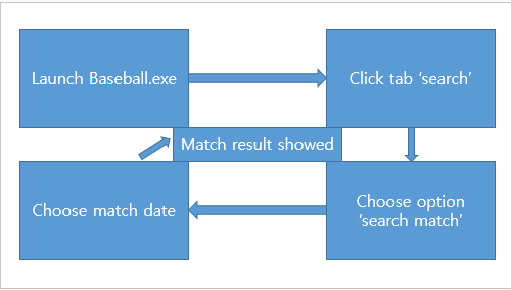 Launch Baseball.exe
Click tab ‘search’
Match result showed
Choose match date
Choose option
‘search match’